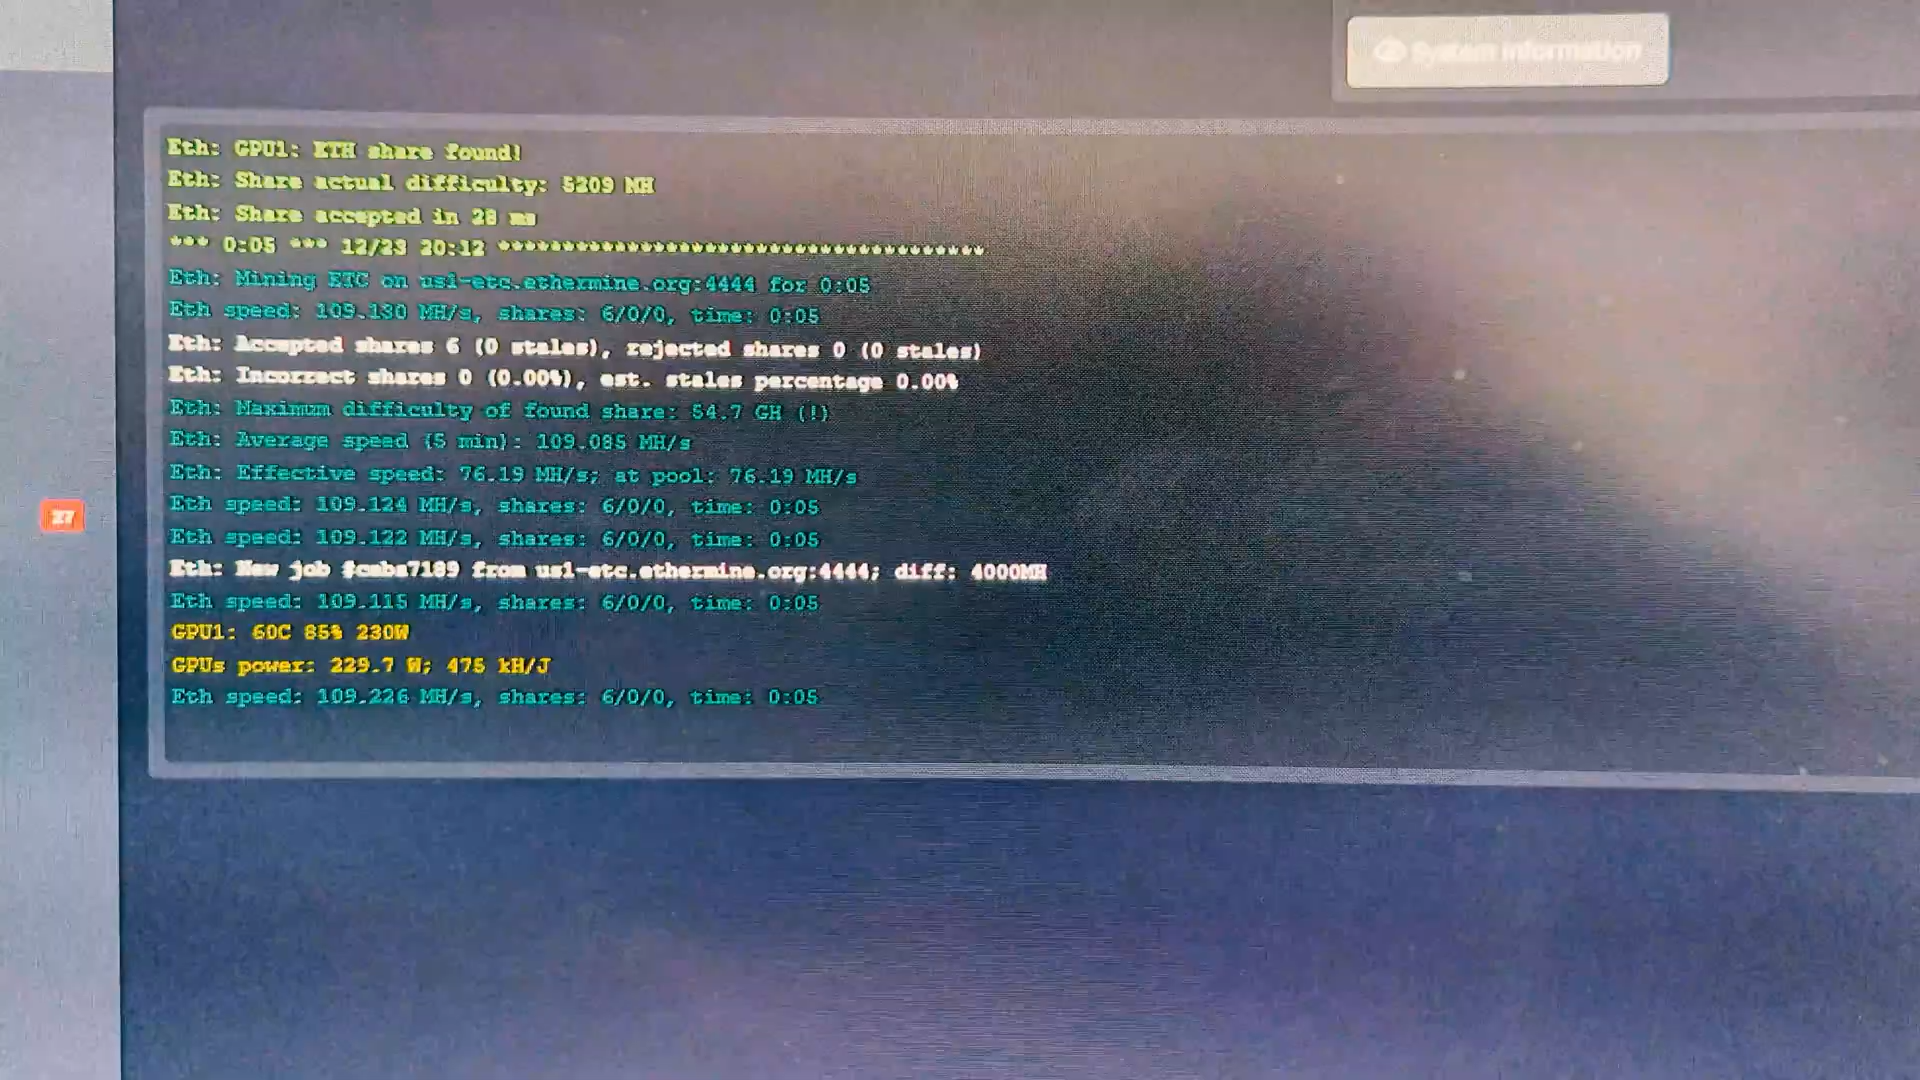 System Information
Eth: GPU1: ETH share found!
Eth: Share actual difficulty: 5209 MH
Eth: Share accepted in 28 ms
*** 0:05 *** 12/23 20:12 **************************************
Eth: Mining ETC on us1-etc.ethermine.org:4444 for 0:05
Eth speed: 109.130 MH/s, shares: 6/0/0, time: 0:05
Eth: Accepted shares 6 (0 stales), rejected shares 0 (0 stales)
Eth: Incorrect shares 0 (0.00%), est. stales percentage 0.00%
Eth: Maximum difficulty of found share: 54.7 GH (!)
Eth: Average speed (5 min): 109.085 MH/s
Eth: Effective speed: 76.19 MH/s; at pool: 76.19 MH/s
Eth speed: 109.124 MH/s, shares: 6/0/0, time: 0:05
27
Eth speed: 109.122 MH/s, shares: 6/0/0, time: 0:05
Eth: New job #cmba7189 from us1-etc.ethermine.org:4444; diff: 4000MH
Eth speed: 109.115 MH/s, shares: 6/0/0, time: 0:05
GPU1: 60C 85% 230W
GPUs power: 229.7 W; 475 kH/J
Eth speed: 109.226 MH/s, shares: 6/0/0, time: 0:05